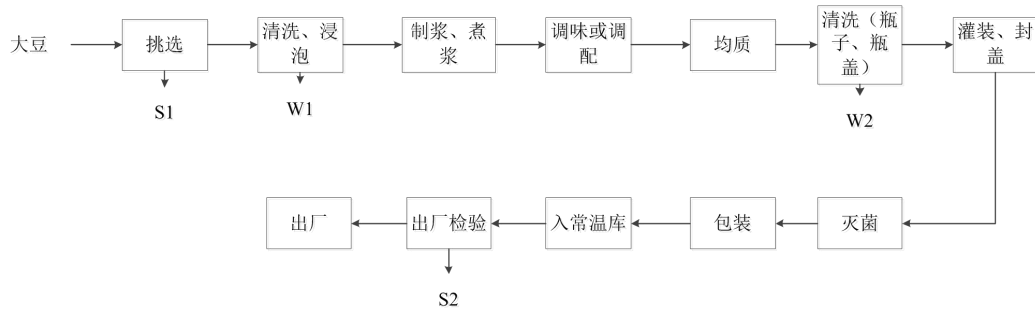 大豆
挑选
清洗、浸
泡
制浆、煮
浆
调味或调
配
均质
清洗（瓶
子、瓶
盖）
灌装、封
盖
S1
W1
W2
出厂
出厂检验
入常温库
包装
灭菌
S2